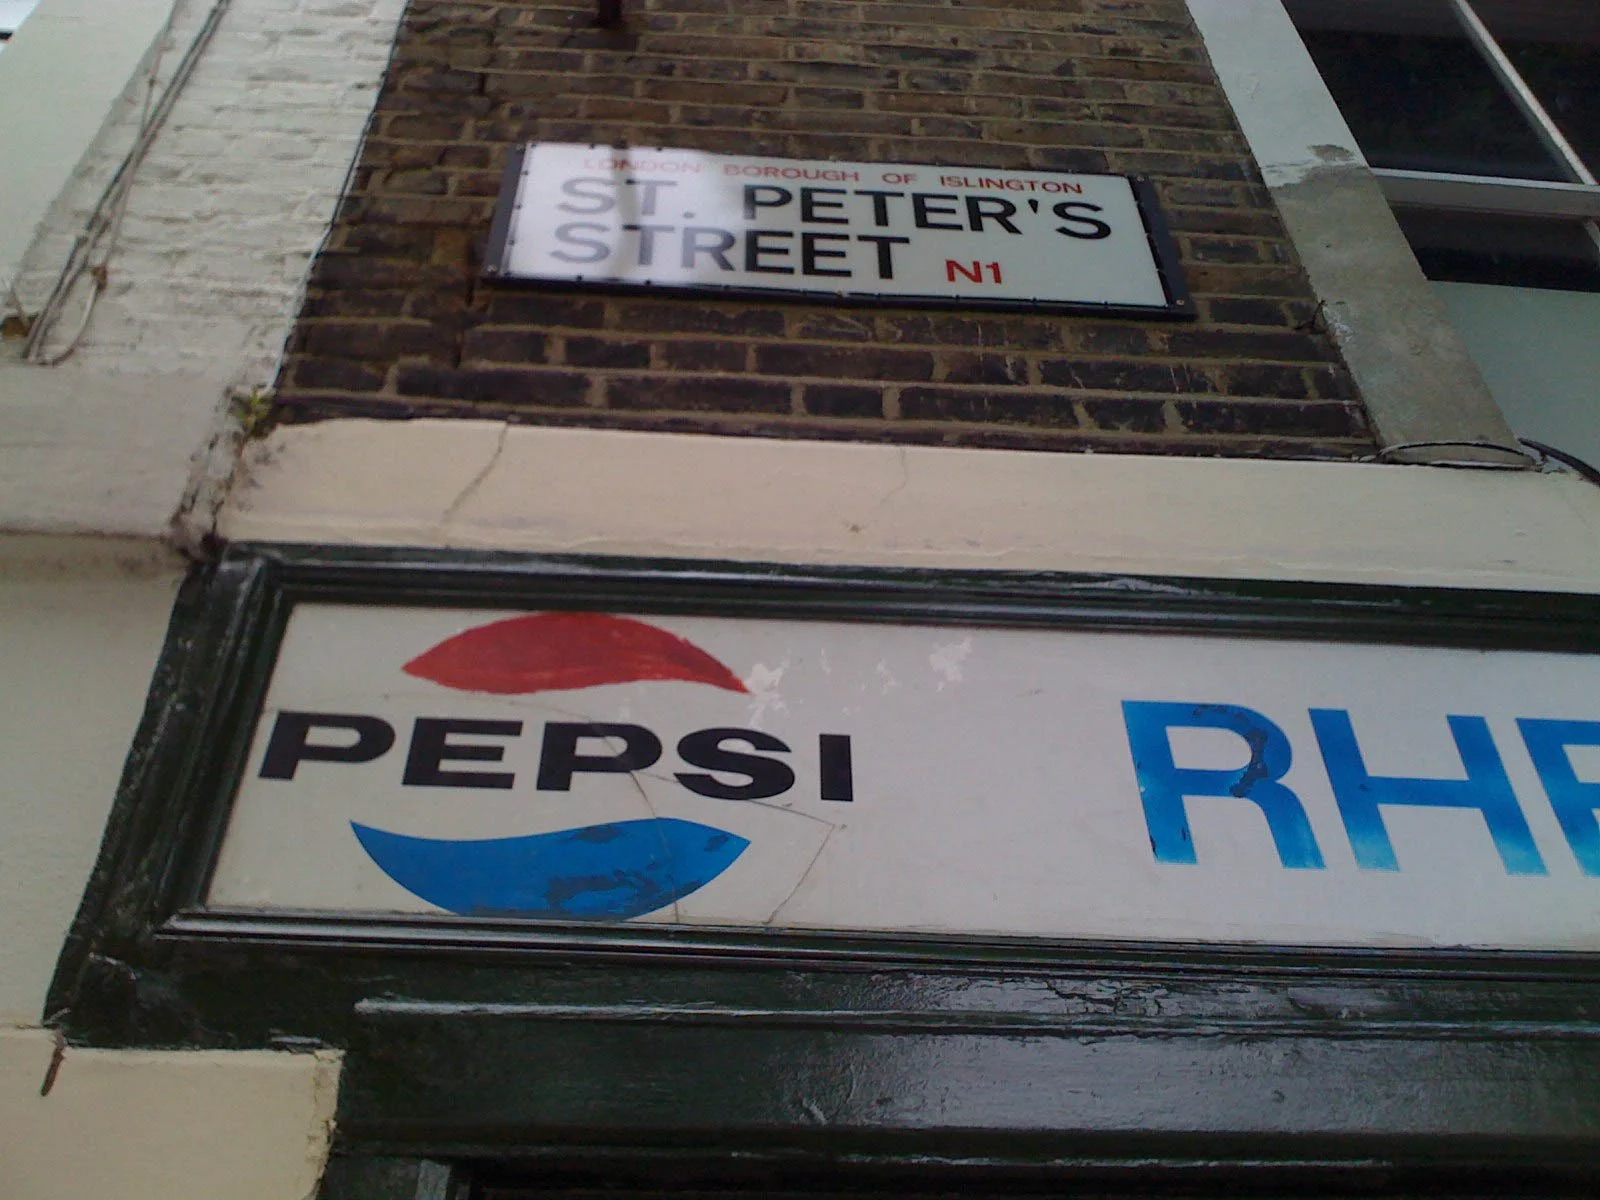 LONDON BOROUGH OF ISLINGTON
ST. PETER'S
STREET N1
PEPSI
RH